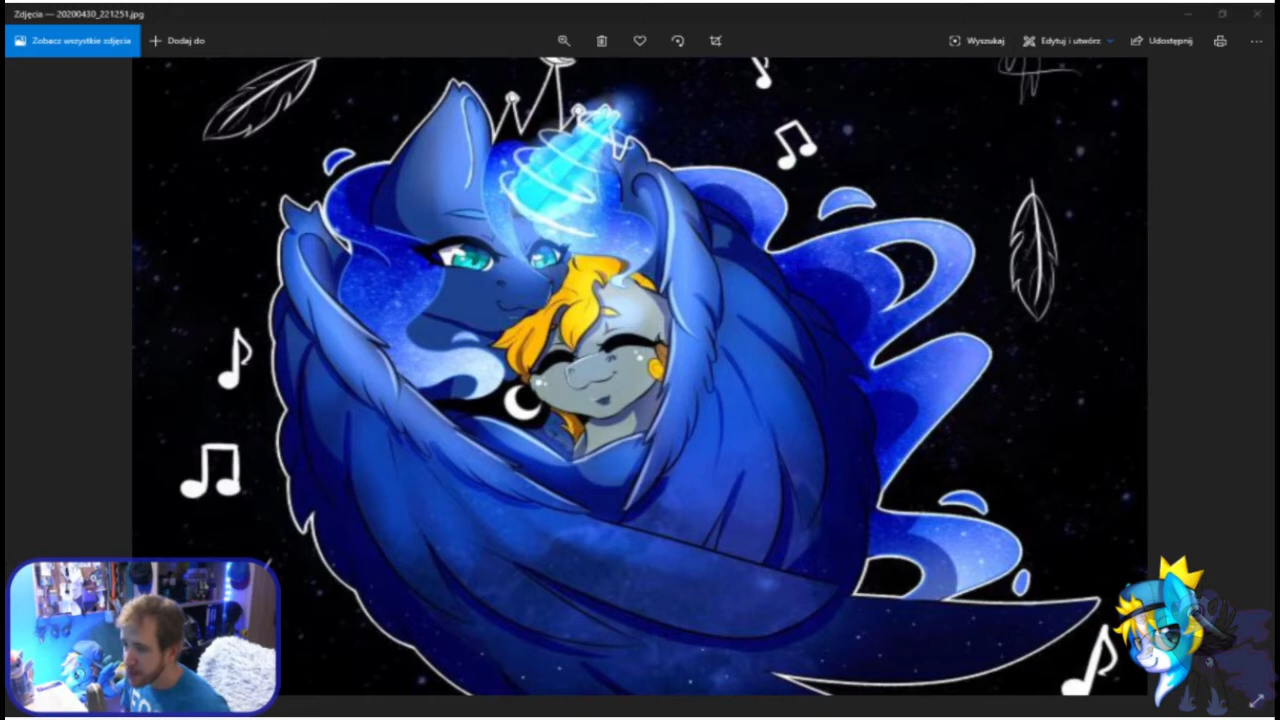 Zdjęcia — 20200430_221251.jpg
Zobacz wszystkie zdjęcia
Dodaj do
Wyszukaj
Edytuj i utwórz
Udostępnij